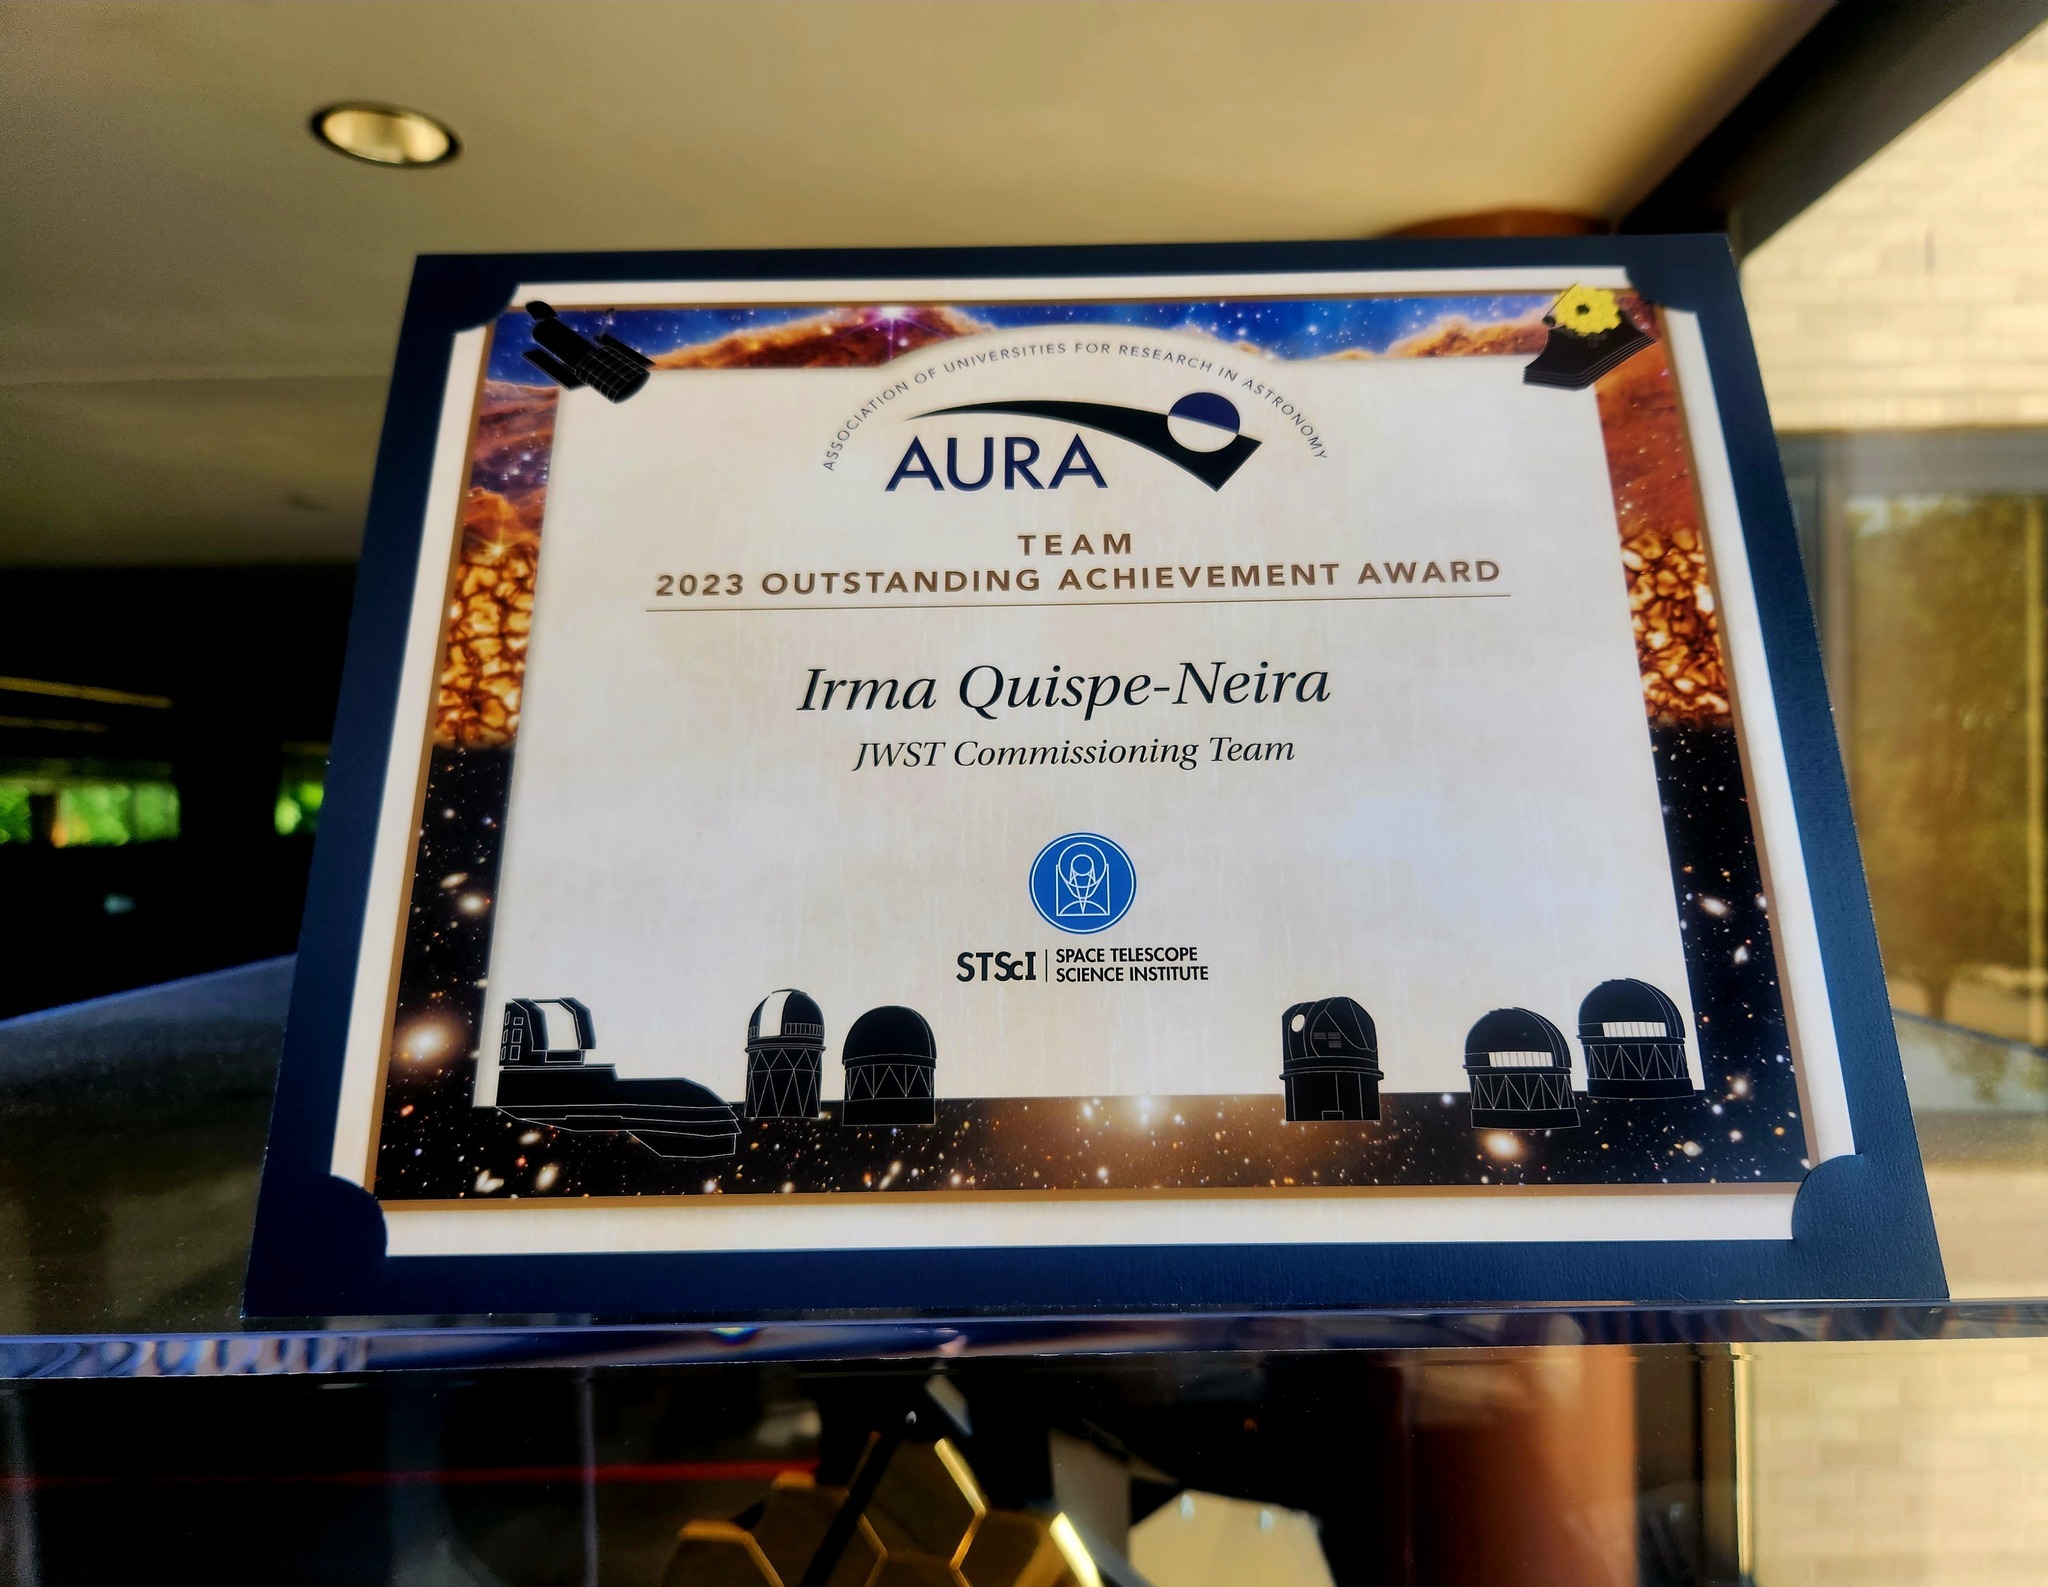 ASSOCIATION OF UNIVERSITIES FOR RESEARCH IN ASTRONOMY
AURA
TEAM
2023 OUTSTANDING ACHIEVEMENT AWARD
Irma Quispe-Neira
JWST Commissioning Team
STScI | SPACE TELESCOPE
SCIENCE INSTITUTE